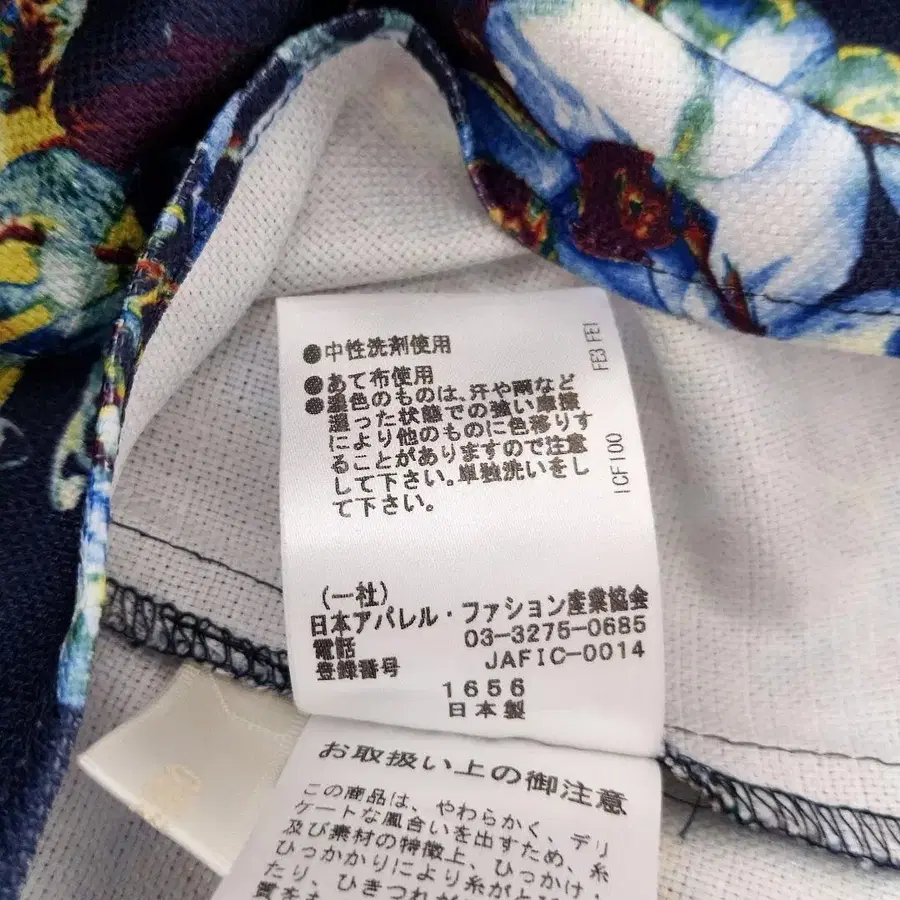 ●中性洗剤使用
●あて布使用
●濃色のものは、汗や雨など
湿った状態での強い摩擦
により他のものに色移りす
ることがありますので注意
して下さい。単独洗いをし
て下さい。
FE3 FE1
ICF100
(一社)
日本アパレル・ファション産業協会
電話 03-3275-0685
登録番号 JAFIC-0014
1656
日本製
お取扱い上の御注意
この商品は、やわらかく、デリ
ケートな風合いを出すため、糸
及び素材の特徴上、ひっかけ、
ひっかかりにより糸がとび
たり、ひきつれが
質を